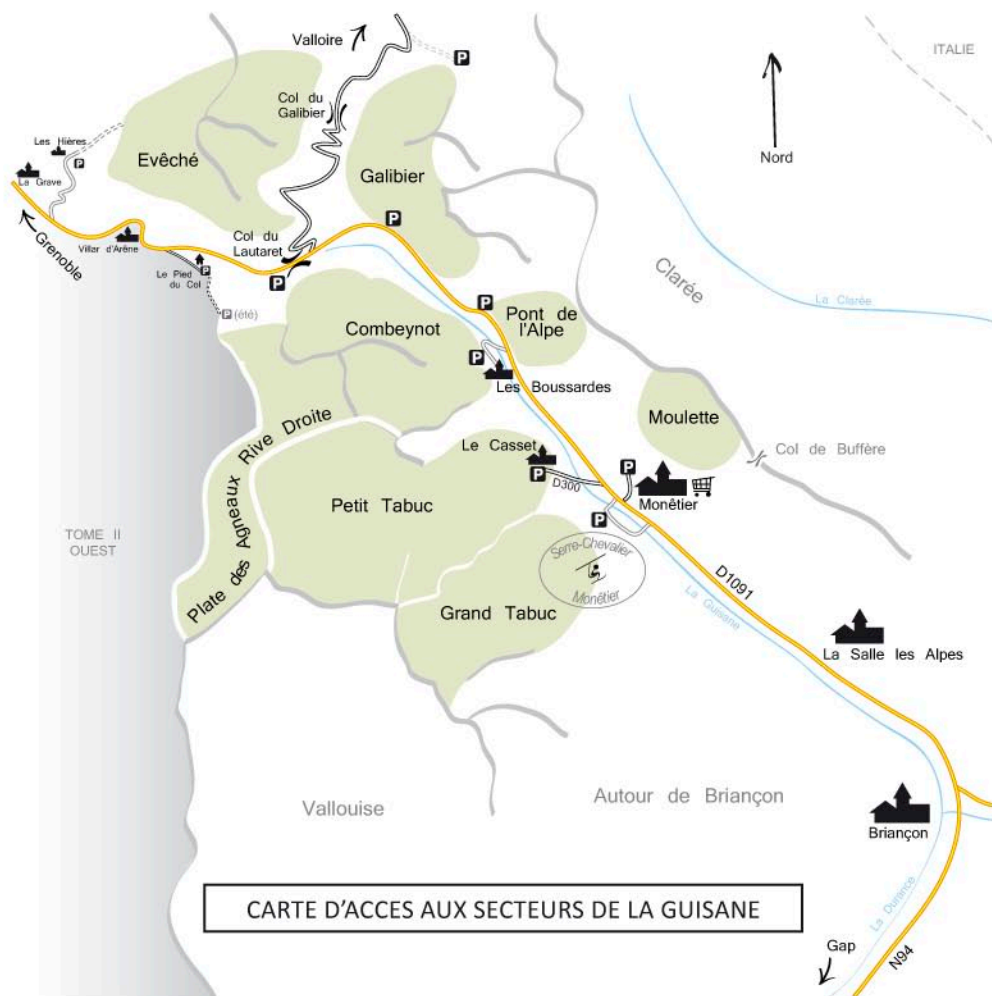 Valloire
P
ITALIE
Col du
Galibier
Nord
Les Hières
P
La Grave
Evêché
Galibier
P
Grenoble
Villar d'Arêne
Col du
Lautaret
P
Le Pied
du Col
P
P (été)
Clarée
La Clarée
Combeynot
P
Pont de
l'Alpe
P
Les Boussardes
Moulette
Col de Buffère
Le Casset
P
D300
P
Monêtier
P
Plate des Agneaux Rive Droite
Petit Tabuc
TOME II
OUEST
Serre-Chevalier
Monêtier
Grand Tabuc
D1091
La Guisane
La Salle les Alpes
Vallouise
Autour de Briançon
Briançon
CARTE D'ACCES AUX SECTEURS DE LA GUISANE
La Durance
Gap
N94